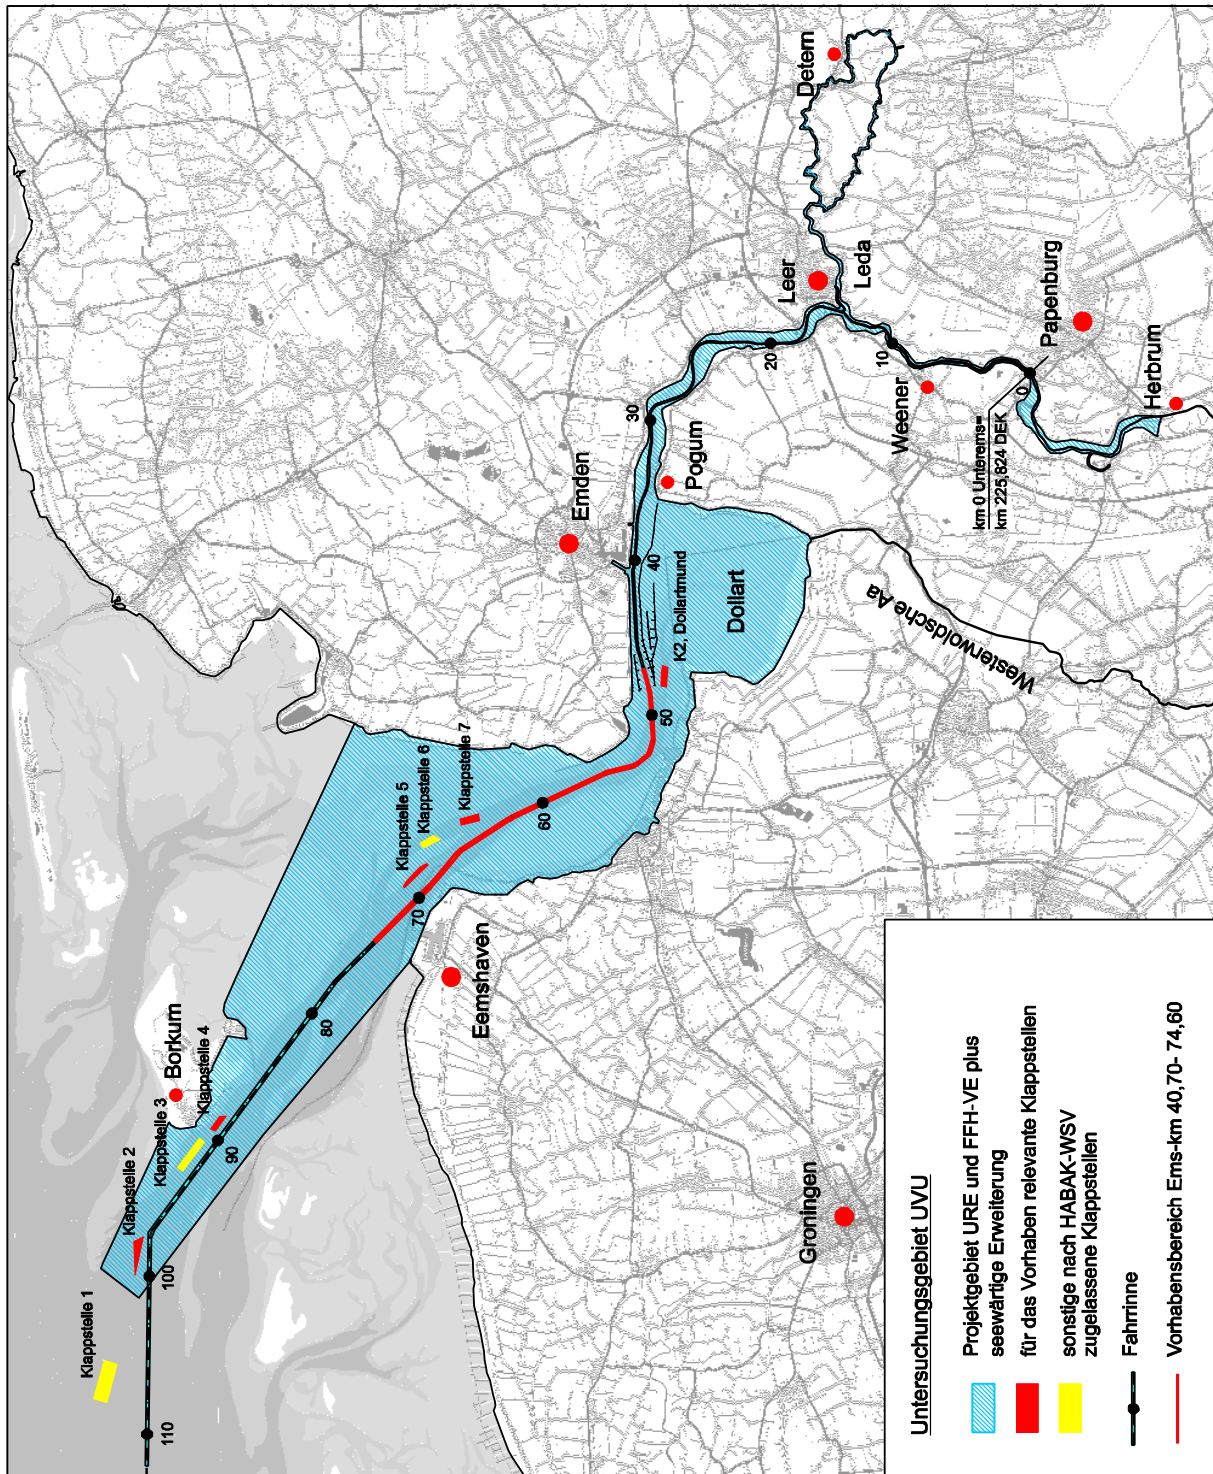 Klappstelle 1
Klappstelle 2
Klappstelle 3
Klappstelle 4
Borkum
110
100
90
80
70
60
50
40
30
20
10
0
Klappstelle 5
Klappstelle 6
Klappstelle 7
Eemshaven
Groningen
Emden
K2, Dollartmund
Dollart
Pogum
Westerwoldsche Aa
Leer
Leda
Detern
Weener
km 0 Unterems=
km 225,824 DEK
Papenburg
Herbrum
Untersuchungsgebiet UVU
Projektgebiet URE und FFH-VE plus
seewärtige Erweiterung
für das Vorhaben relevante Klappstellen
sonstige nach HABAK-WSV
zugelassene Klappstellen
Fahrrinne
Vorhabensbereich Ems-km 40,70- 74,60